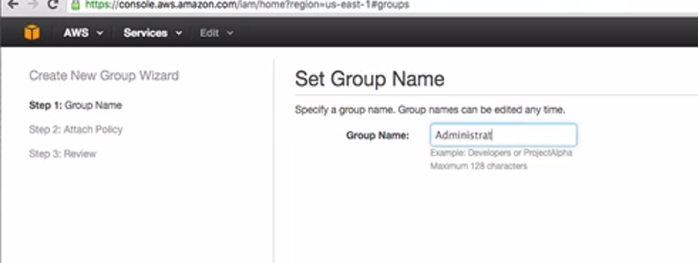 https://console.aws.amazon.com/iam/home?region=us-east-1#groups
AWS Services Edit
Create New Group Wizard
Set Group Name
Step 1: Group Name
Specify a group name. Group names can be edited any time.
Step 2: Attach Policy
Group Name: Administrat
Step 3: Review
Example: Developers or ProjectAlpha
Maximum 128 characters